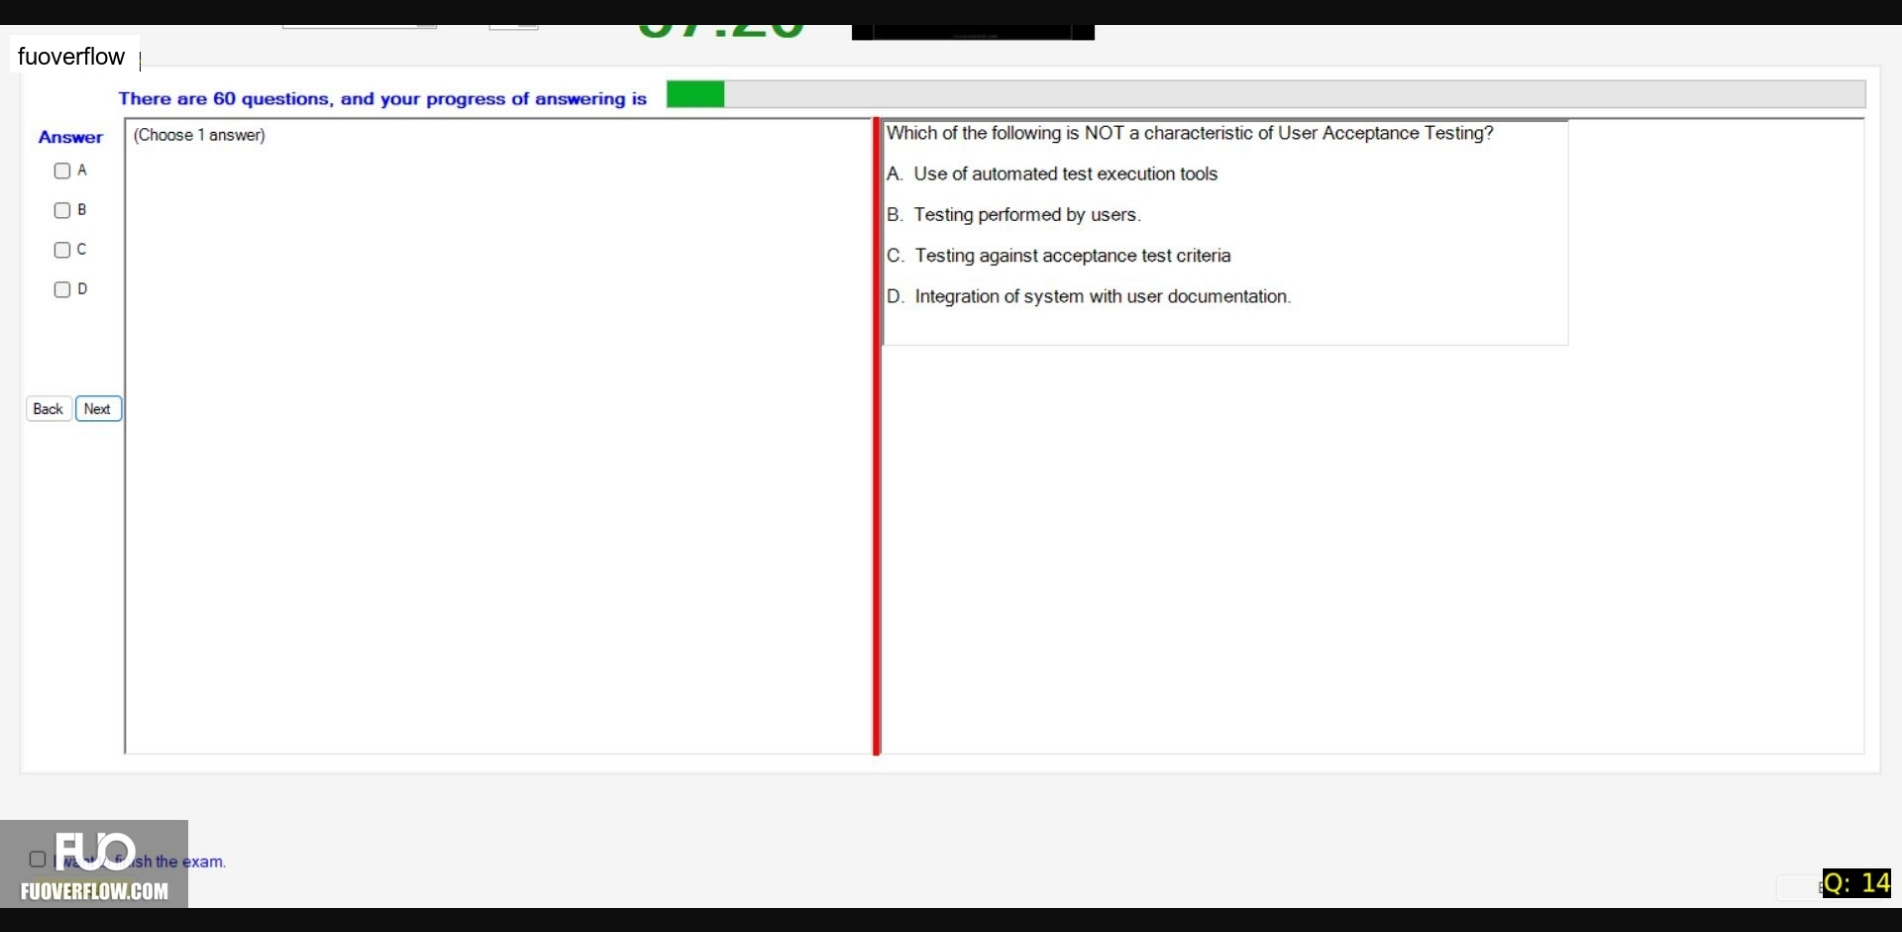 fuoverflow
There are 60 questions, and your progress of answering is
Answer
(Choose 1 answer)
A
B
C
D
Back
Next
Which of the following is NOT a characteristic of User Acceptance Testing?
A. Use of automated test execution tools
B. Testing performed by users.
C. Testing against acceptance test criteria
D. Integration of system with user documentation.
FUO
the exam.
FUOVERFLOW.COM
Q: 14